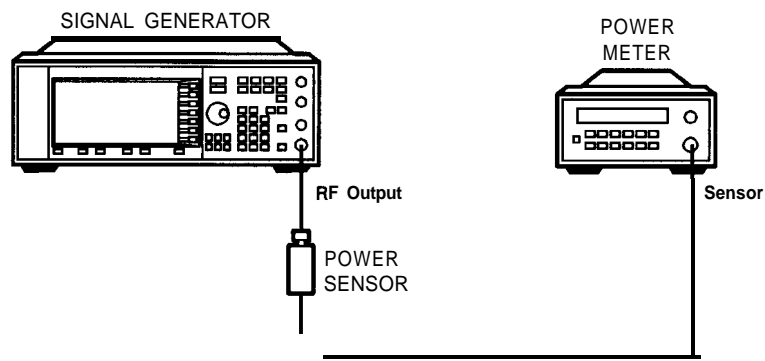 SIGNAL GENERATOR
POWER
METER
RF Output
Sensor
POWER
SENSOR